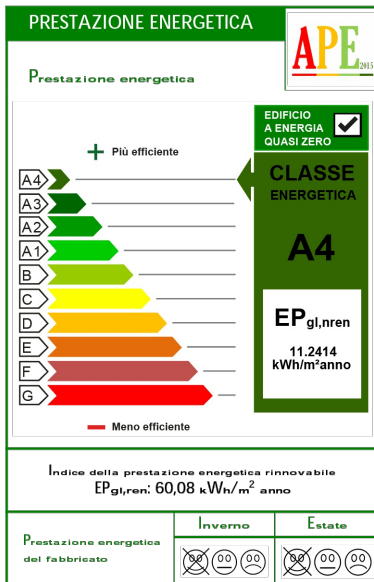 PRESTAZIONE ENERGETICA
APE 2015
Prestazione energetica
EDIFICIO
A ENERGIA
QUASI ZERO
+ Più efficiente
CLASSE
ENERGETICA
A4
A4
A3
A2
A1
B
C
D
E
F
G
EPgl,nren
11.2414
kWh/m²anno
Meno efficiente
Indice della prestazione energetica rinnovabile
EPgl,ren: 60,08 kWh/m² anno
Prestazione energetica
del fabbricato
Inverno
Estate